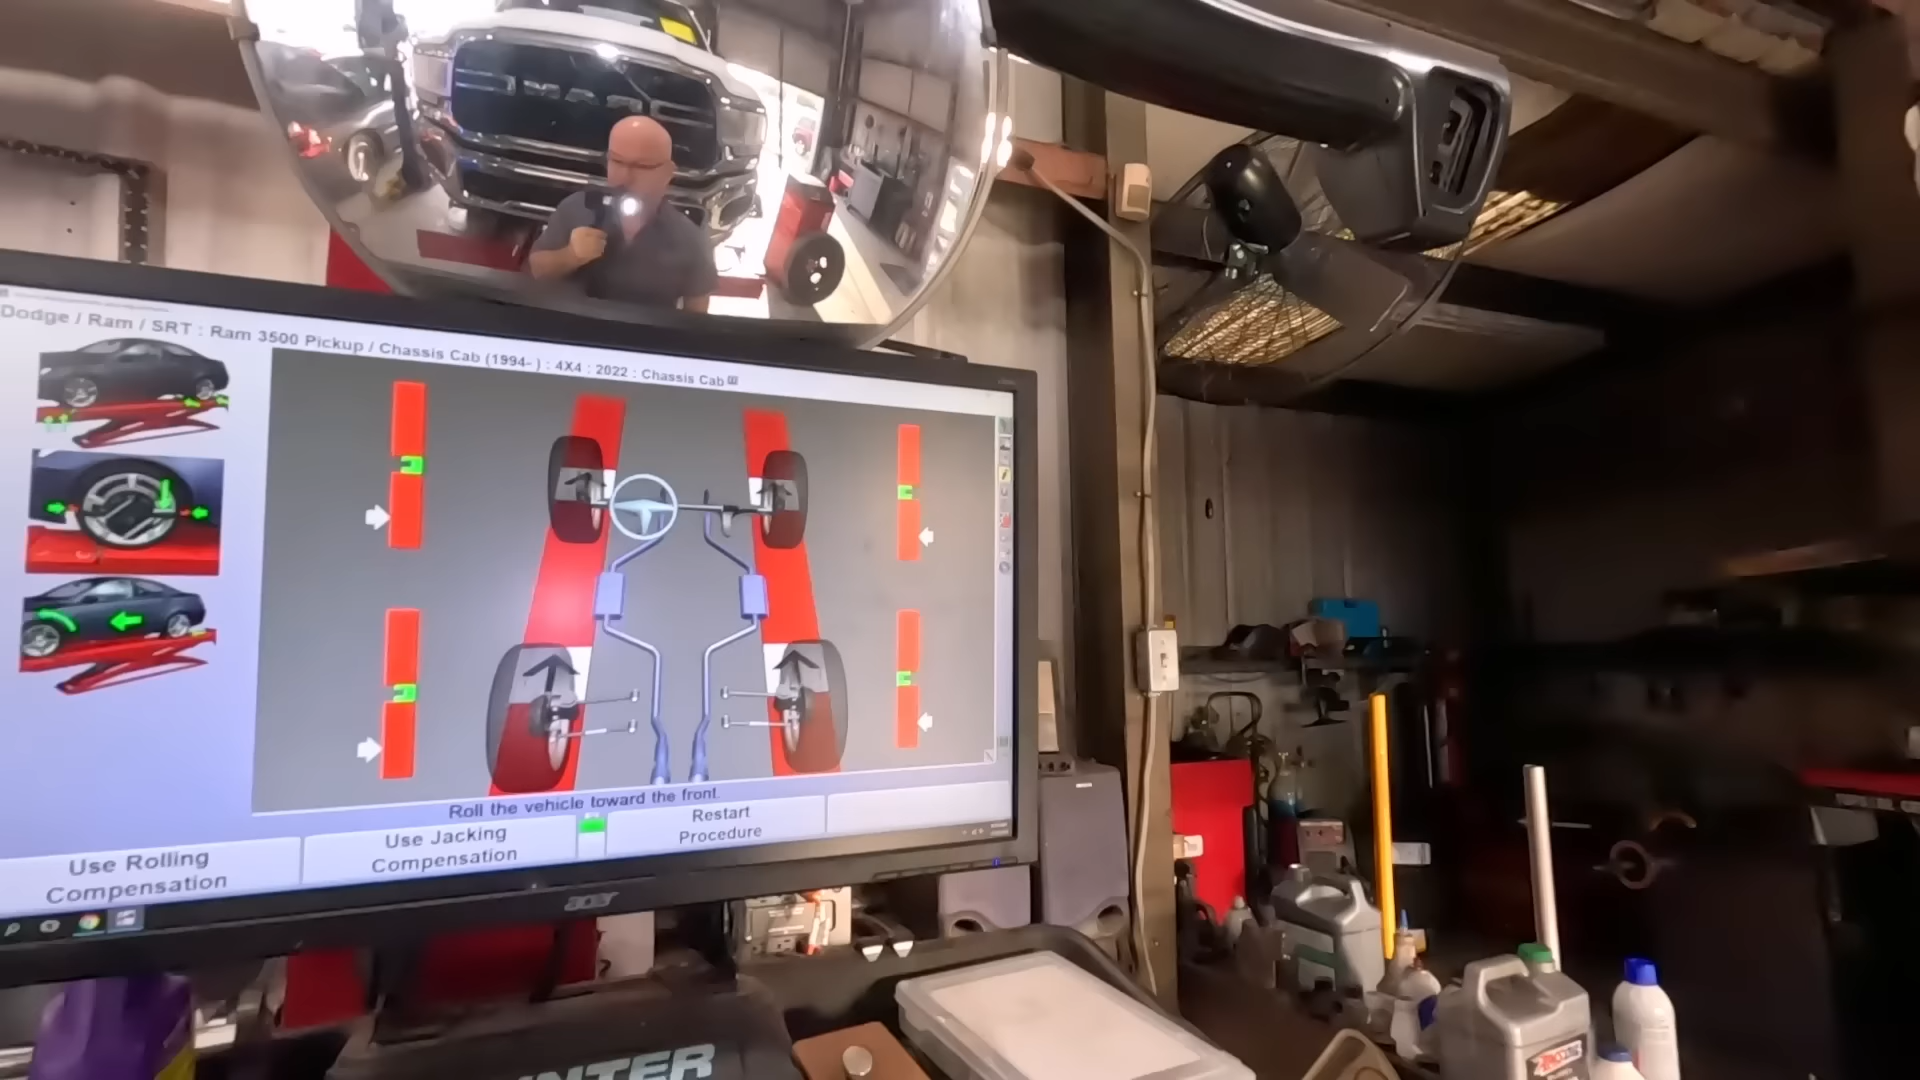 RAM
Dodge / Ram / SRT : Ram 3500 Pickup / Chassis Cab (1994- ) : 4X4 : 2022 : Chassis Cab
Roll the vehicle toward the front.
Use Rolling
Compensation
Use Jacking
Compensation
Restart
Procedure
acer
NTER